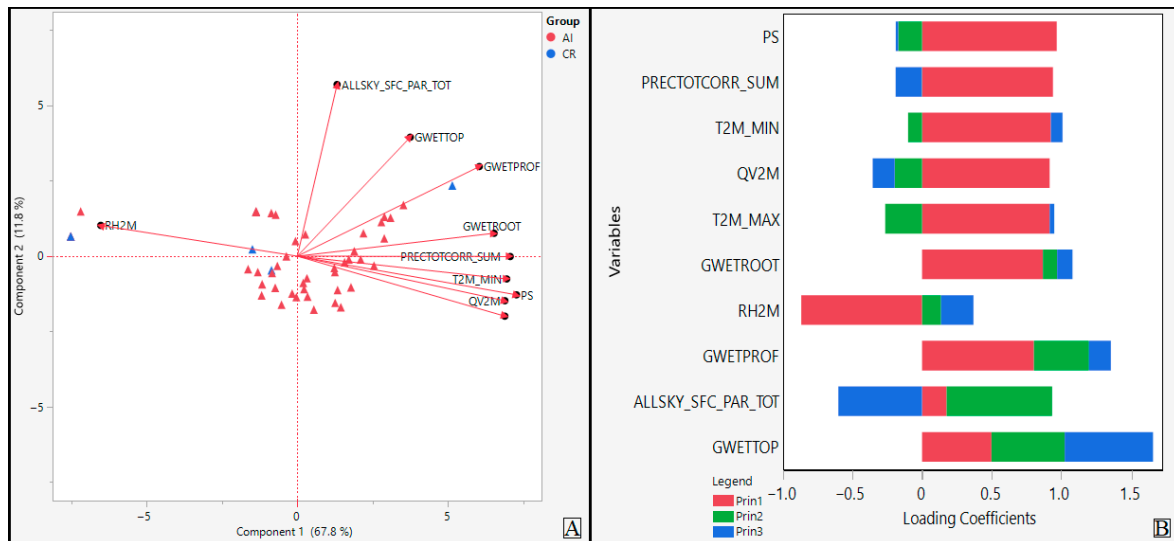 Group
AI
CR
Component 2 (11.8 %)
5
0
−5
ALLSKY_SFC_PAR_TOT
GWETTOP
GWETPROF
RH2M
GWETROOT
PRECTOTCORR_SUM
T2M_MIN
PS
QV2M
−5
0
5
Component 1 (67.8 %)
A
Variables
PS
PRECTOTCORR_SUM
T2M_MIN
QV2M
T2M_MAX
GWETROOT
RH2M
GWETPROF
ALLSKY_SFC_PAR_TOT
GWETTOP
Legend
Prin1
Prin2
Prin3
-1.0
-0.5
0
0.5
1.0
1.5
Loading Coefficients
B